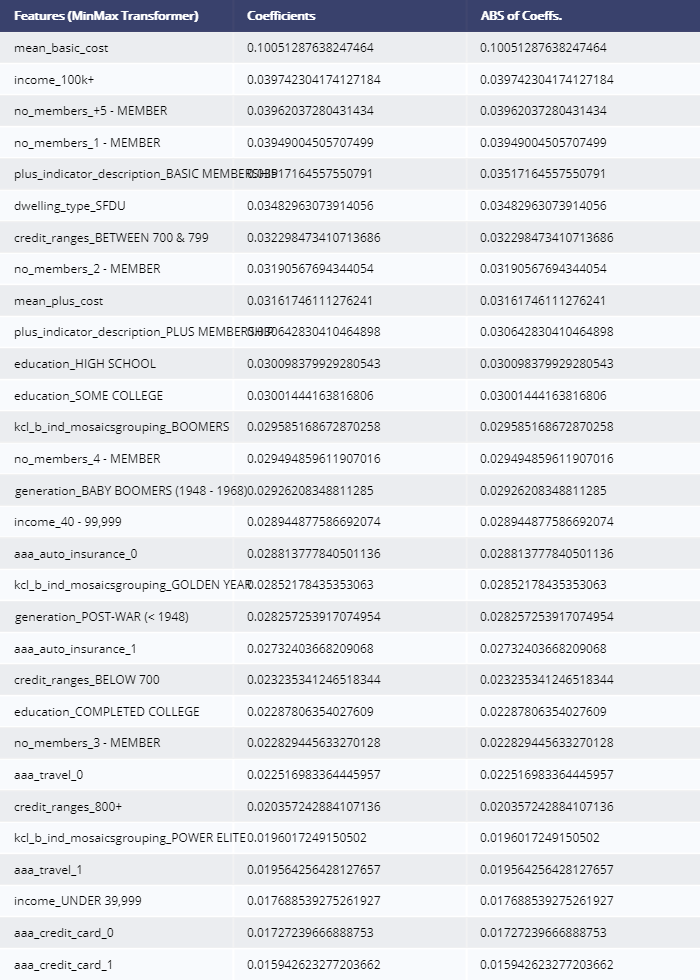 Features (MinMax Transformer) Coefficients ABS of Coeffs.
mean_basic_cost 0.10051287638247464 0.10051287638247464
income_100k+ 0.039742304174127184 0.039742304174127184
no_members_+5 - MEMBER 0.03962037280431434 0.03962037280431434
no_members_1 - MEMBER 0.03949004505707499 0.03949004505707499
plus_indicator_description_BASIC MEMBERSHIP 0.03517164557550791 0.03517164557550791
dwelling_type_SFDU 0.03482963073914056 0.03482963073914056
credit_ranges_BETWEEN 700 & 799 0.032298473410713686 0.032298473410713686
no_members_2 - MEMBER 0.03190567694344054 0.03190567694344054
mean_plus_cost 0.03161746111276241 0.03161746111276241
plus_indicator_description_PLUS MEMBERSHIP 0.030642830410464898 0.030642830410464898
education_HIGH SCHOOL 0.030098379929280543 0.030098379929280543
education_SOME COLLEGE 0.03001444163816806 0.03001444163816806
kcl_b_ind_mosaicsgrouping_BOOMERS 0.029585168672870258 0.029585168672870258
no_members_4 - MEMBER 0.029494859611907016 0.029494859611907016
generation_BABY BOOMERS (1948 - 1968) 0.02926208348811285 0.02926208348811285
income_40 - 99,999 0.028944877586692074 0.028944877586692074
aaa_auto_insurance_0 0.028813777840501136 0.028813777840501136
kcl_b_ind_mosaicsgrouping_GOLDEN YEAR 0.02852178435353063 0.02852178435353063
generation_POST-WAR (< 1948) 0.028257253917074954 0.028257253917074954
aaa_auto_insurance_1 0.02732403668209068 0.02732403668209068
credit_ranges_BELOW 700 0.023235341246518344 0.023235341246518344
education_COMPLETED COLLEGE 0.02287806354027609 0.02287806354027609
no_members_3 - MEMBER 0.022829445633270128 0.022829445633270128
aaa_travel_0 0.022516983364445957 0.022516983364445957
credit_ranges_800+ 0.020357242884107136 0.020357242884107136
kcl_b_ind_mosaicsgrouping_POWER ELITE 0.0196017249150502 0.0196017249150502
aaa_travel_1 0.019564256428127657 0.019564256428127657
income_UNDER 39,999 0.017688539275261927 0.017688539275261927
aaa_credit_card_0 0.01727239666888753 0.01727239666888753
aaa_credit_card_1 0.015942623277203662 0.015942623277203662